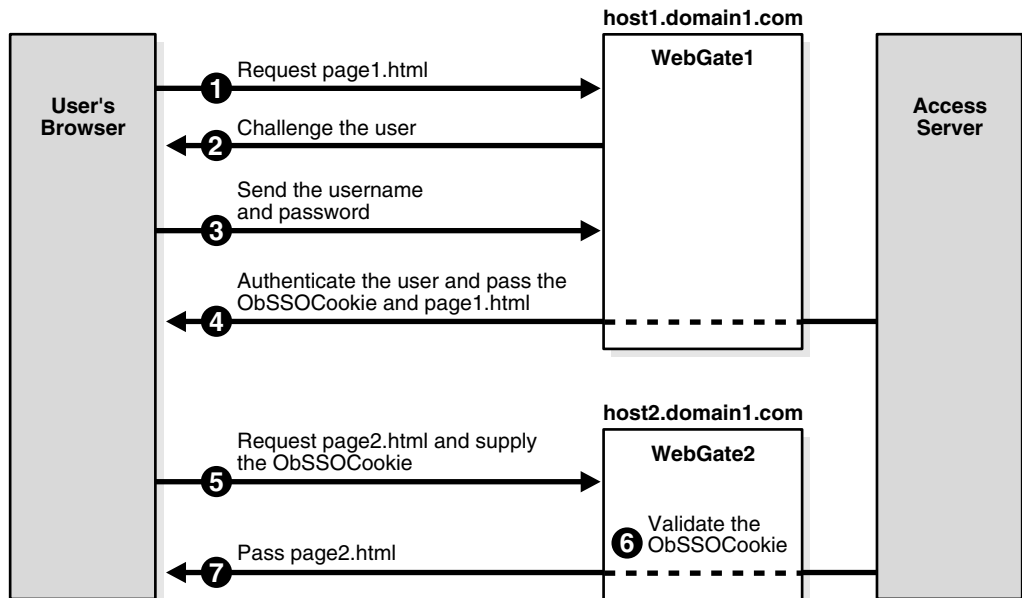 host1.domain1.com
WebGate1
User's
Browser
Access
Server
1
Request page1.html
2
Challenge the user
3
Send the username
and password
4
Authenticate the user and pass the
ObSSOCookie and page1.html
host2.domain1.com
WebGate2
5
Request page2.html and supply
the ObSSOCookie
6
Validate the
ObSSOCookie
7
Pass page2.html